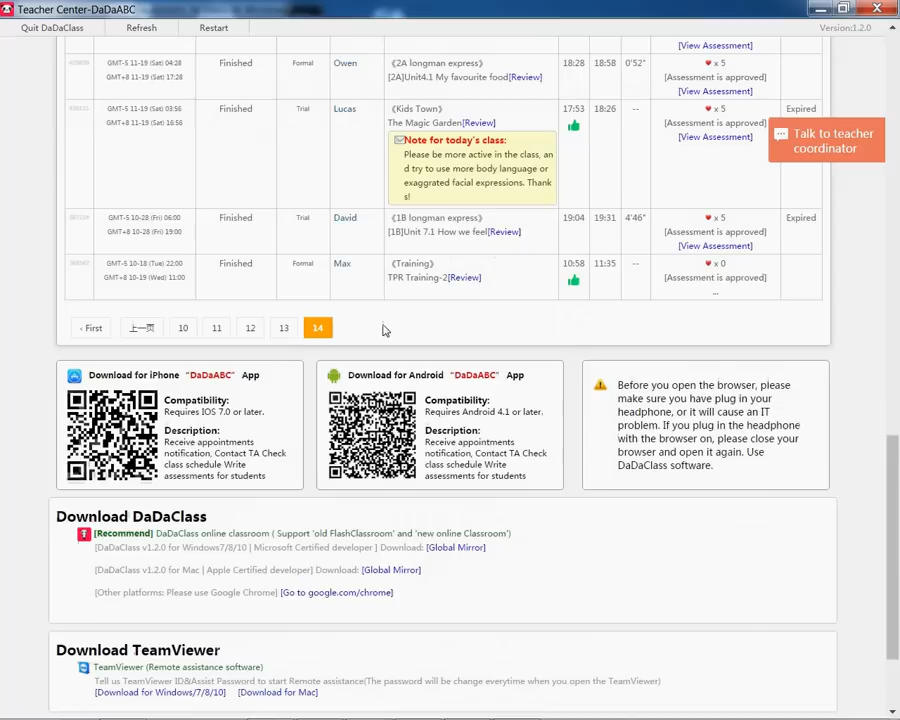 Teacher Center-DaDaABC
Quit DaDaClass Refresh Restart Version:1.2.0
[View Assessment]
GMT-5 11-19 (Sat) 04:28 Finished Formal Owen 《2A longman express》 18:28 18:58 0'52" x 5
GMT+8 11-19 (Sat) 17:28 [2A]Unit4.1 My favourite food[Review] [Assessment is approved]
[View Assessment]
GMT-5 11-19 (Sat) 03:56 Finished Trial Lucas 《Kids Town》 17:53 18:26 -- x 5 Expired
GMT+8 11-19 (Sat) 16:56 The Magic Garden[Review] [Assessment is approved]
[View Assessment]
Note for today's class:
Please be more active in the class, an
d try to use more body language or
exaggrated facial expressions. Thank
s!
Talk to teacher
coordinator
GMT-5 10-28 (Fri) 06:00 Finished Trial David 《1B longman express》 19:04 19:31 4'46" x 5 Expired
GMT+8 10-28 (Fri) 19:00 [1B]Unit 7.1 How we feel[Review] [Assessment is approved]
[View Assessment]
GMT-5 10-18 (Tue) 22:00 Finished Formal Max 《Training》 10:58 11:35 -- x 0
GMT+8 10-19 (Wed) 11:00 TPR Training-2[Review] [Assessment is approved]
...
‹ First 上一页 10 11 12 13 14
Download for iPhone "DaDaABC" App
Compatibility:
Requires IOS 7.0 or later.
Description:
Receive appointments
notification, Contact TA Check
class schedule Write
assessments for students
Download for Android "DaDaABC" App
Compatibility:
Requires Android 4.1 or later.
Description:
Receive appointments
notification, Contact TA Check
class schedule Write
assessments for students
Before you open the browser, please
make sure you have plug in your
headphone, or it will cause an IT
problem. If you plug in the headphone
with the browser on, please close your
browser and open it again. Use
DaDaClass software.
Download DaDaClass
[Recommend] DaDaClass online classroom ( Support 'old FlashClassroom' and 'new online Classroom')
[DaDaClass v1.2.0 for Windows7/8/10 | Microsoft Certified developer ] Download: [Global Mirror]
[DaDaClass v1.2.0 for Mac | Apple Certified developer] Download: [Global Mirror]
[Other platforms: Please use Google Chrome] [Go to google.com/chrome]
Download TeamViewer
TeamViewer (Remote assistance software)
Tell us TeamViewer ID&Assist Password to start Remote assistance(The password will be change everytime when you open the TeamViewer)
[Download for Windows/7/8/10] [Download for Mac]